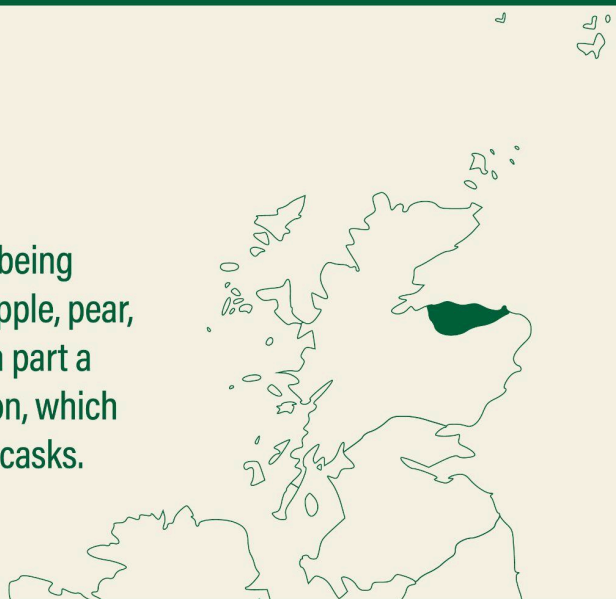 being
pple, pear,
part a
on, which
casks.